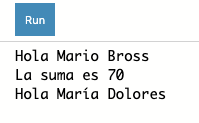 Run
Hola Mario Bross
La suma es 70
Hola María Dolores